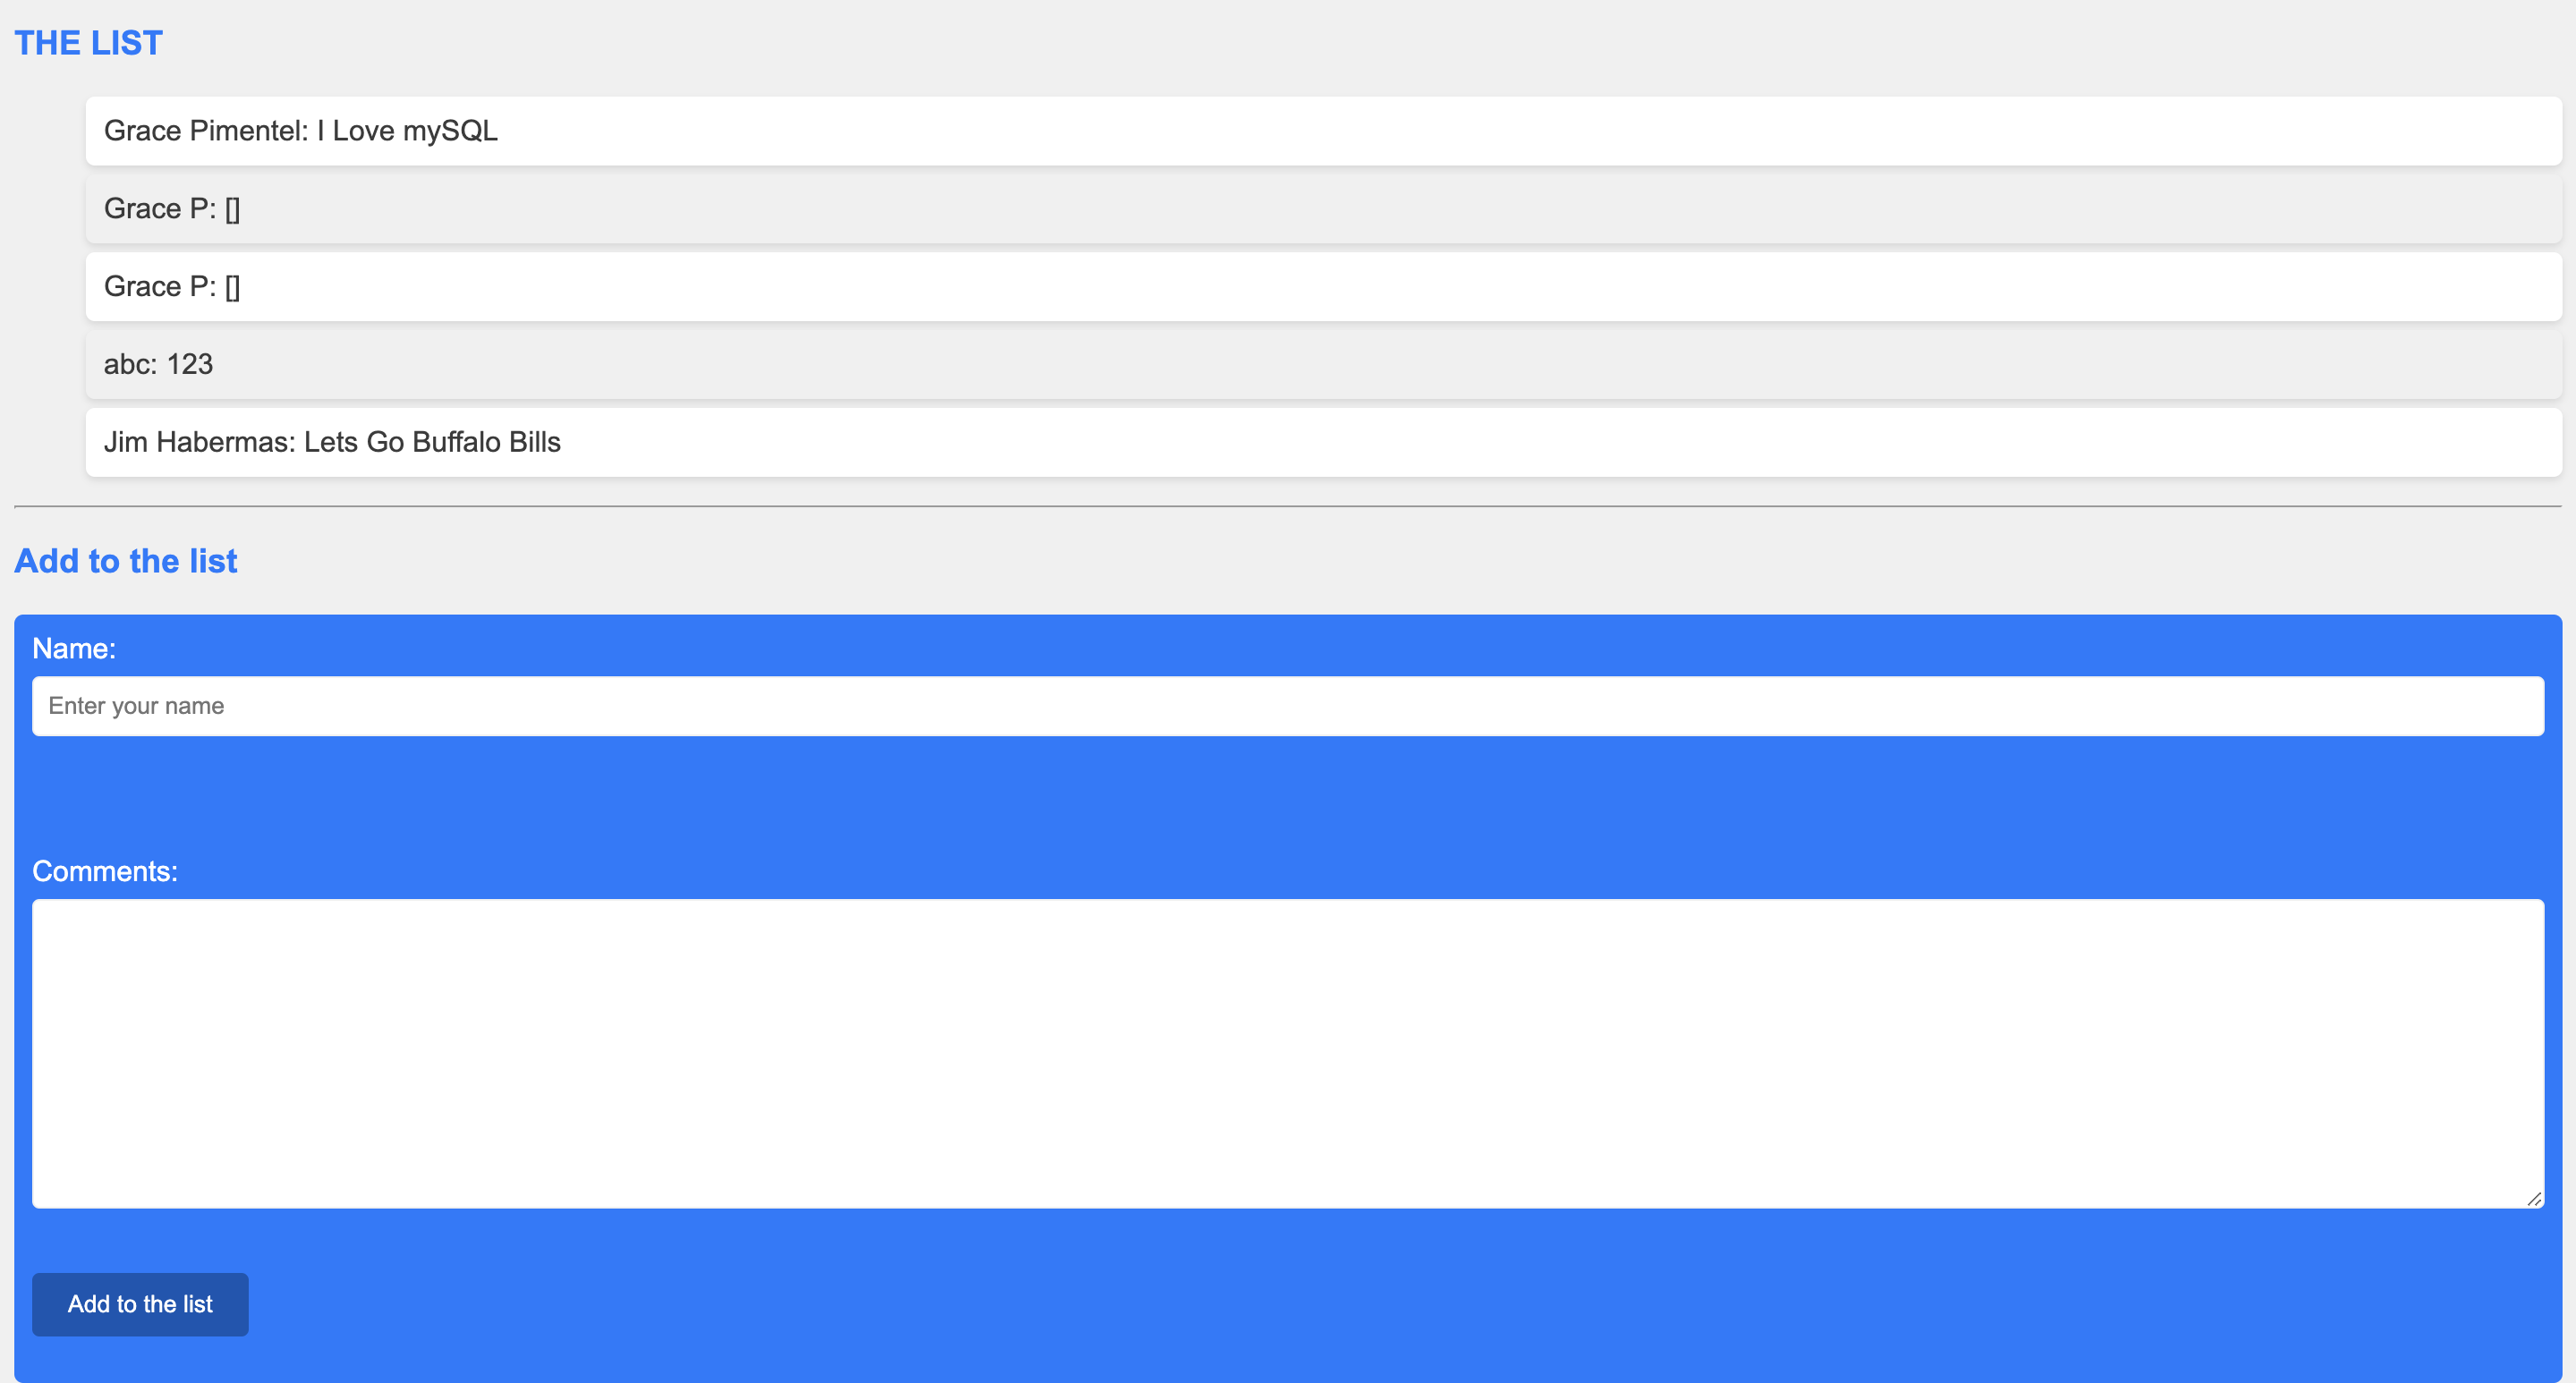 THE LIST
Grace Pimentel: I Love mySQL
Grace P: []
Grace P: []
abc: 123
Jim Habermas: Lets Go Buffalo Bills
Add to the list
Name:
Enter your name
Comments:
Add to the list